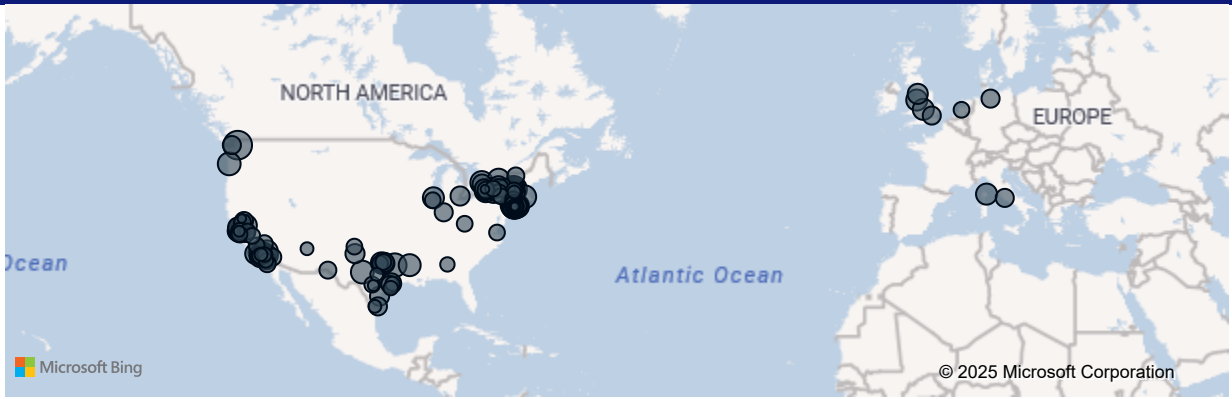 NORTH AMERICA
EUROPE
Ocean
Atlantic Ocean
Microsoft Bing
© 2025 Microsoft Corporation